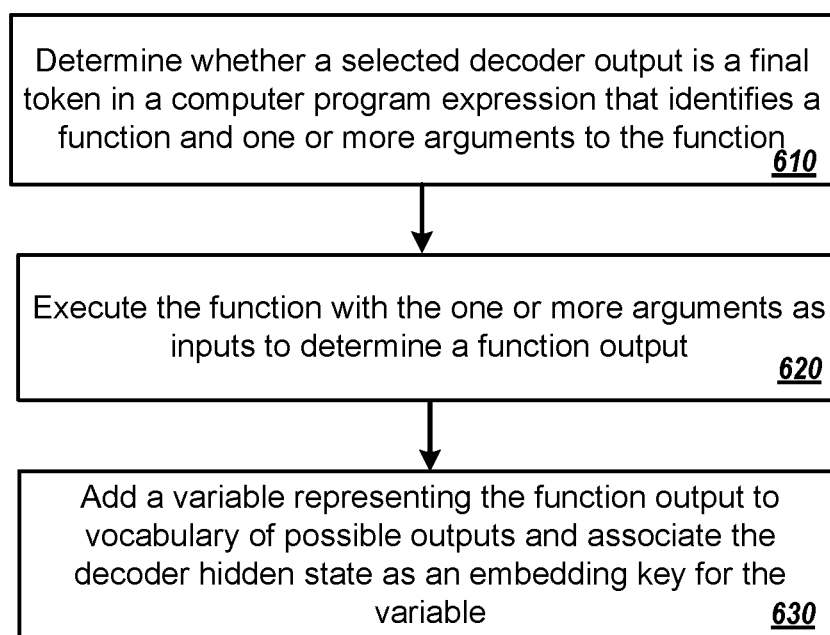 Determine whether a selected decoder output is a final
token in a computer program expression that identifies a
function and one or more arguments to the function
610
Execute the function with the one or more arguments as
inputs to determine a function output
620
Add a variable representing the function output to
vocabulary of possible outputs and associate the
decoder hidden state as an embedding key for the
variable
630